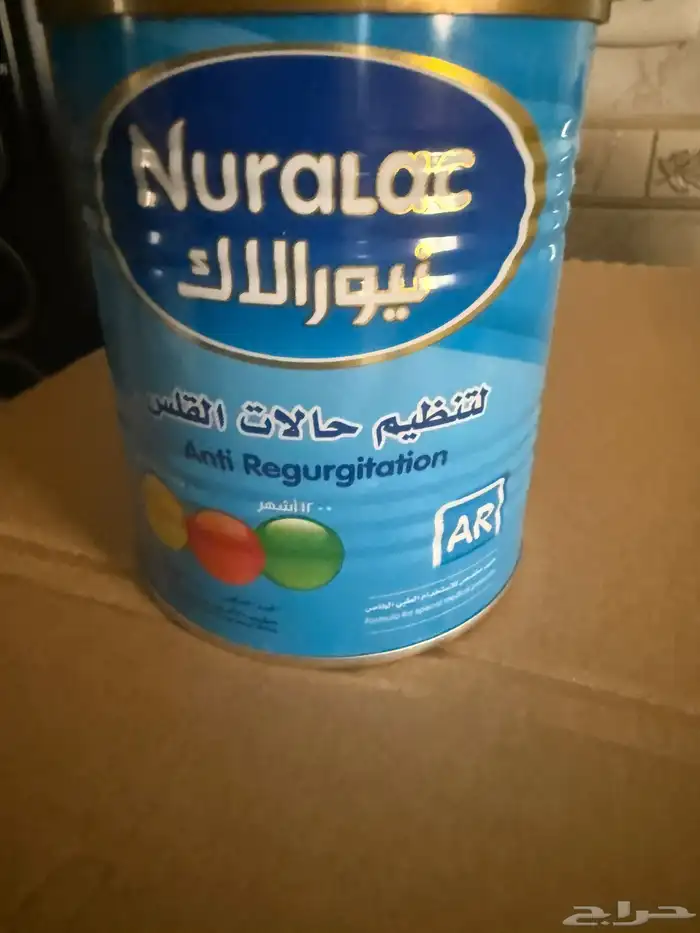 NuraLac
نيورالاك
لتنظيم حالات القلس
Anti Regurgitation
٠-١٢ أشهر
AR
Formula for special medical purposes
حراج